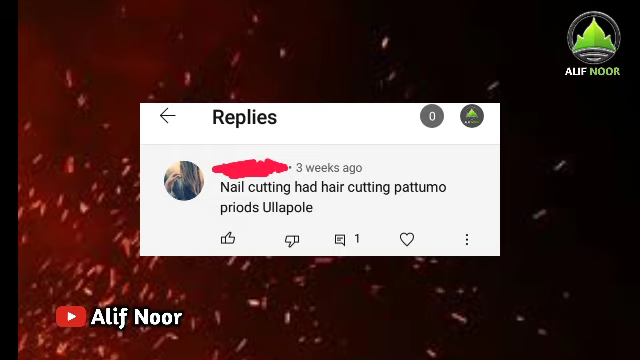 ALIF NOOR
Replies
0
• 3 weeks ago
Nail cutting had hair cutting pattumo
priods Ullapole
1
Alif Noor